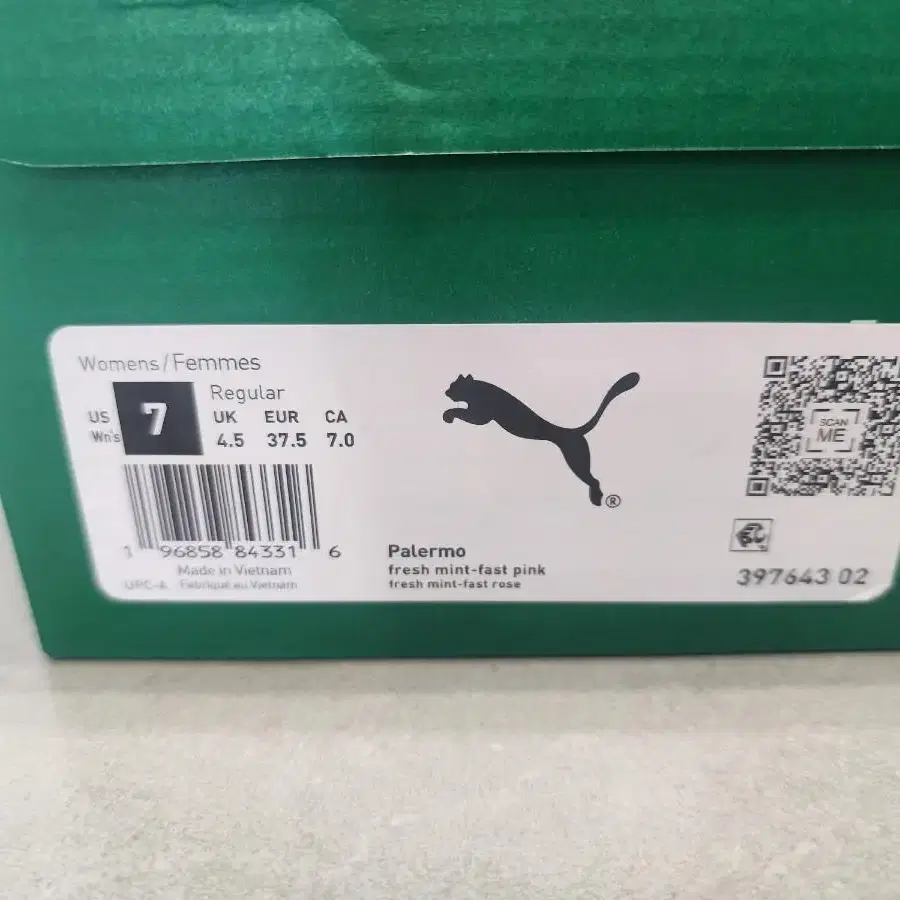 Womens/Femmes
Regular
US UK EUR CA
Wn's 7 4.5 37.5 7.0
1 96858 84331 6
Made in Vietnam
UPC-A Fabriqué au Vietnam
Palermo
fresh mint-fast pink
fresh mint-fast rose
®
SCAN
ME
397643 02